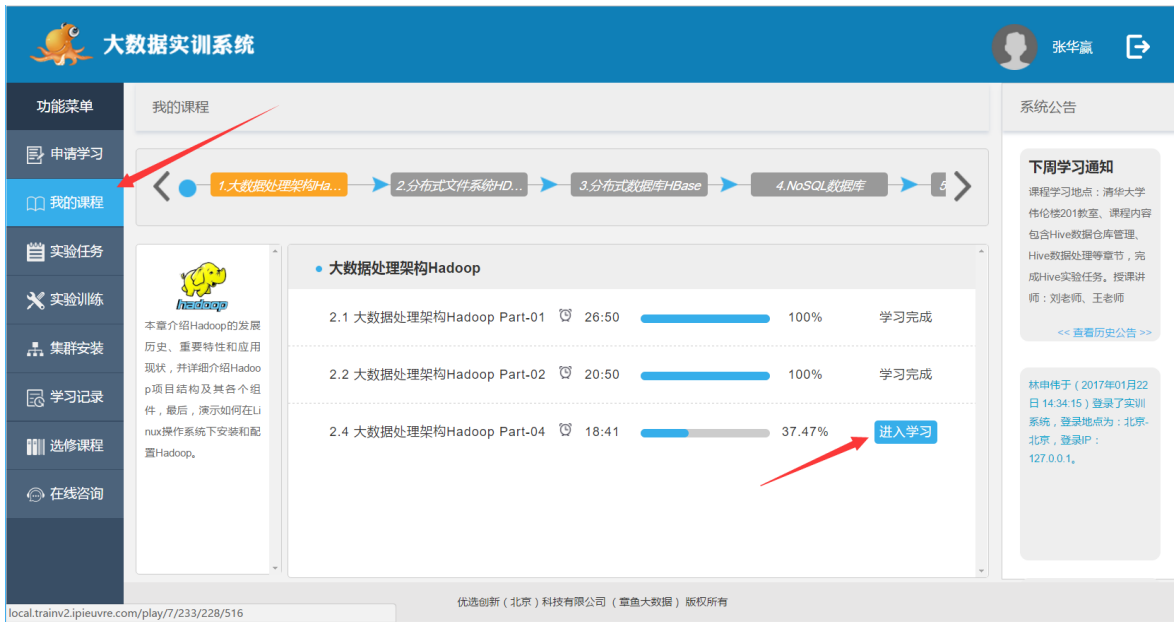 大数据实训系统
张华赢
功能菜单
申请学习
我的课程
实验任务
实验训练
集群安装
学习记录
选修课程
在线咨询
我的课程
1.大数据处理架构Ha...
2.分布式文件系统HD...
3.分布式数据库HBase
4.NoSQL数据库
5
hadoop
本章介绍Hadoop的发展
历史、重要特性和应用
现状，并详细介绍Hadoo
p项目结构及其各个组
件，最后，演示如何在Li
nux操作系统下安装和配
置Hadoop。
大数据处理架构Hadoop
2.1 大数据处理架构Hadoop Part-01 26:50 100% 学习完成
2.2 大数据处理架构Hadoop Part-02 20:50 100% 学习完成
2.4 大数据处理架构Hadoop Part-04 18:41 37.47% 进入学习
系统公告
下周学习通知
课程学习地点：清华大学
伟伦楼201教室、课程内容
包含Hive数据仓库管理、
Hive数据处理等章节，完
成Hive实验任务。授课讲
师：刘老师、王老师
<< 查看历史公告 >>
林申伟于（2017年01月22
日 14:34:15）登录了实训
系统，登录地点为：北京-
北京，登录IP：
127.0.0.1。
优选创新（北京）科技有限公司 （章鱼大数据） 版权所有
local.trainv2.ipieuvre.com/play/7/233/228/516